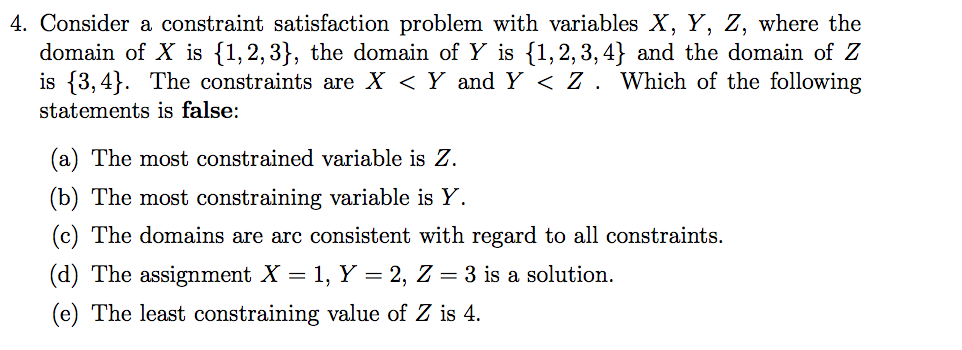 4. Consider a constraint satisfaction problem with variables X, Y, Z, where the
domain of X is {1, 2, 3}, the domain of Y is {1, 2, 3, 4} and the domain of Z
is {3, 4}. The constraints are X < Y and Y < Z . Which of the following
statements is false:
(a) The most constrained variable is Z.
(b) The most constraining variable is Y.
(c) The domains are arc consistent with regard to all constraints.
(d) The assignment X = 1, Y = 2, Z = 3 is a solution.
(e) The least constraining value of Z is 4.